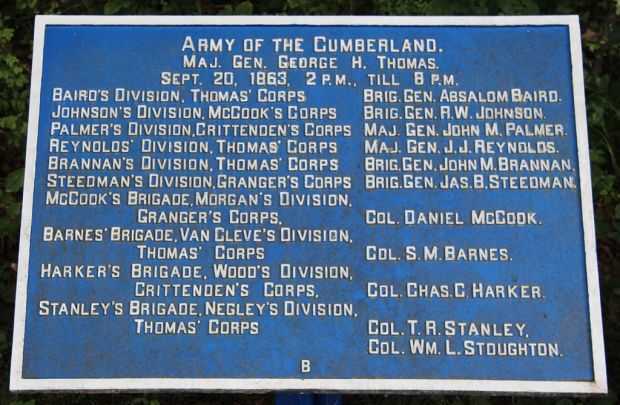 ARMY OF THE CUMBERLAND.
MAJ. GEN. GEORGE H. THOMAS.
SEPT. 20, 1863, 2 P.M., TILL 8 P.M.
BAIRD'S DIVISION, THOMAS' CORPS BRIG. GEN. ABSALOM BAIRD.
JOHNSON'S DIVISION, MCCOOK'S CORPS BRIG. GEN. R.W. JOHNSON.
PALMER'S DIVISION, CRITTENDEN'S CORPS MAJ. GEN. JOHN M. PALMER.
REYNOLDS' DIVISION, THOMAS' CORPS MAJ. GEN. J.J. REYNOLDS.
BRANNAN'S DIVISION, THOMAS' CORPS BRIG. GEN. JOHN M. BRANNAN,
STEEDMAN'S DIVISION, GRANGER'S CORPS BRIG. GEN. JAS. B. STEEDMAN,
MCCOOK'S BRIGADE, MORGAN'S DIVISION,
GRANGER'S CORPS, COL. DANIEL MCCOOK.
BARNES' BRIGADE, VAN CLEVE'S DIVISION,
THOMAS' CORPS COL. S. M. BARNES.
HARKER'S BRIGADE, WOOD'S DIVISION,
CRITTENDEN'S CORPS, COL. CHAS. C. HARKER.
STANLEY'S BRIGADE, NEGLEY'S DIVISION,
THOMAS' CORPS COL. T. R. STANLEY,
COL. WM. L. STOUGHTON.
B